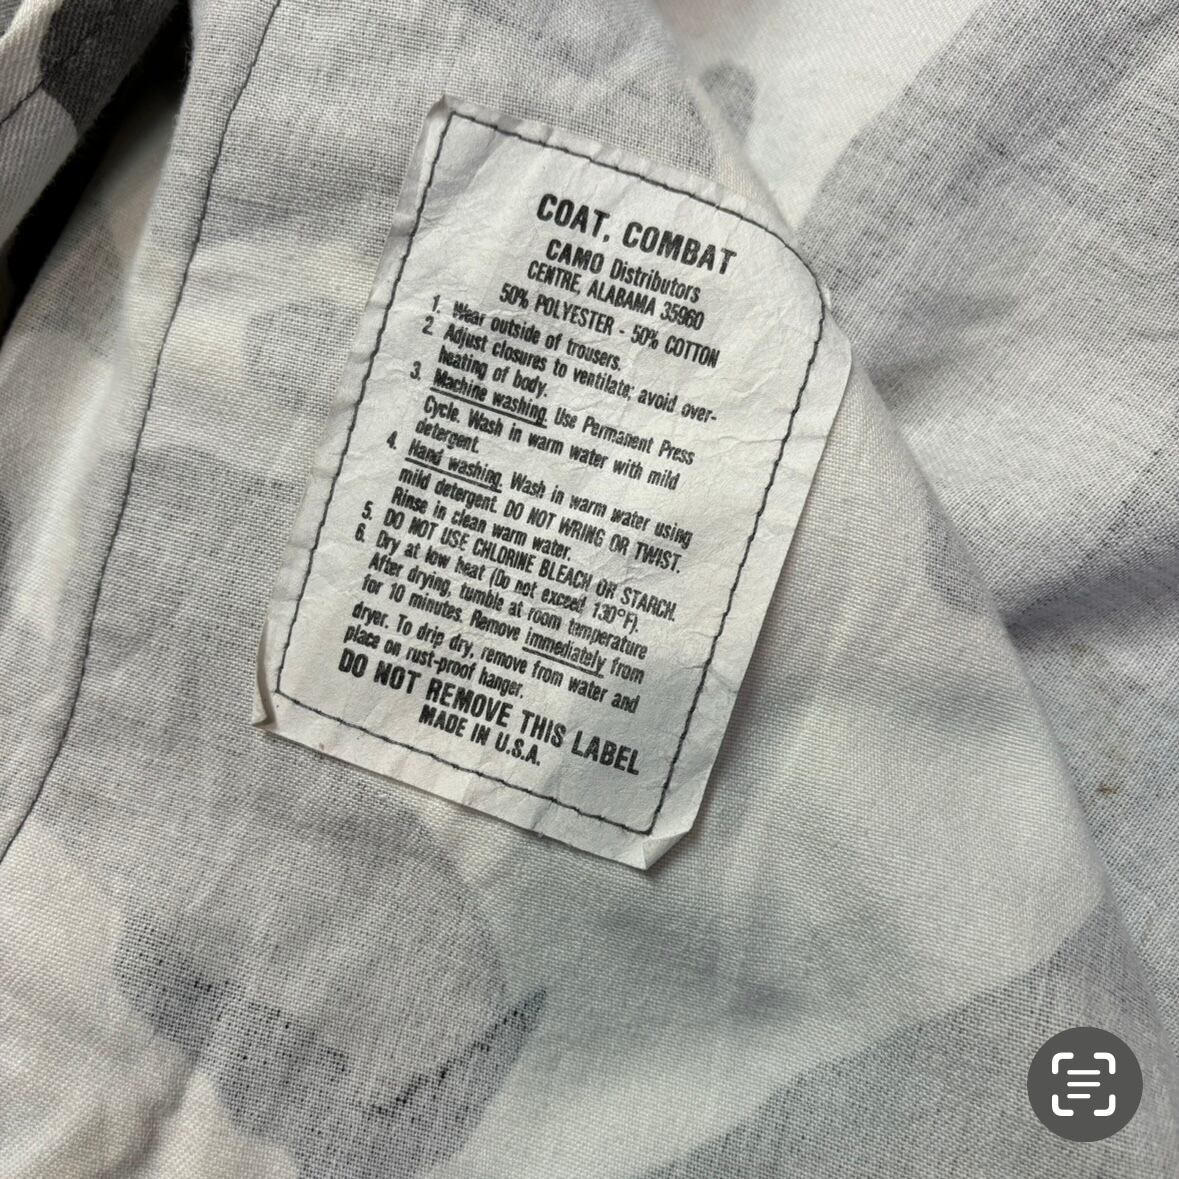 COAT, COMBAT
CAMO Distributors
CENTRE, ALABAMA 35960
50% POLYESTER - 50% COTTON
1. Wear outside of trousers.
2. Adjust closures to ventilate; avoid over-
heating of body.
3. Machine washing. Use Permanent Press
Cycle. Wash in warm water with mild
detergent.
4. Hand washing. Wash in warm water using
mild detergent. DO NOT WRING OR TWIST.
Rinse in clean warm water.
5. DO NOT USE CHLORINE BLEACH OR STARCH.
6. Dry at low heat (Do not exceed 130°F).
After drying, tumble at room temperature
for 10 minutes. Remove immediately from
dryer. To drip dry, remove from water and
place on rust-proof hanger.
DO NOT REMOVE THIS LABEL
MADE IN U.S.A.